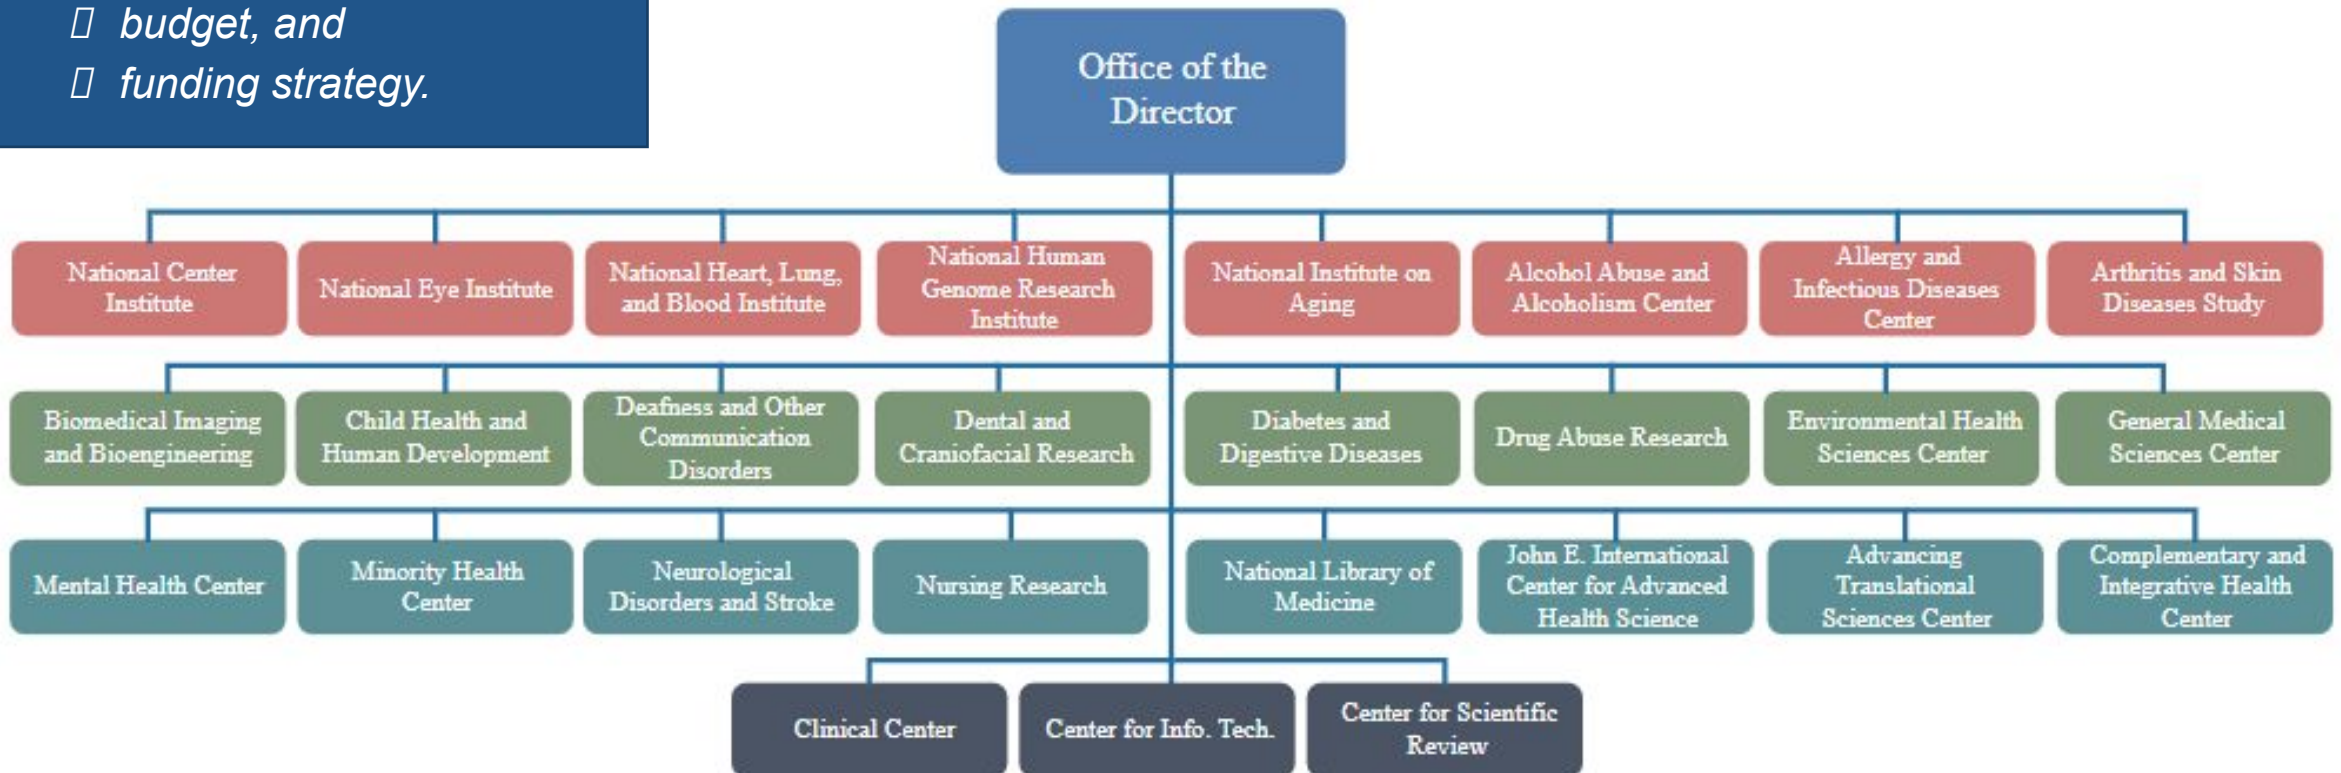 ▯ budget, and
▯ funding strategy.
Office of the
Director
National Center
Institute
National Eye Institute
National Heart, Lung,
and Blood Institute
National Human
Genome Research
Institute
National Institute on
Aging
Alcohol Abuse and
Alcoholism Center
Allergy and
Infectious Diseases
Center
Arthritis and Skin
Diseases Study
Biomedical Imaging
and Bioengineering
Child Health and
Human Development
Deafness and Other
Communication
Disorders
Dental and
Craniofacial Research
Diabetes and
Digestive Diseases
Drug Abuse Research
Environmental Health
Sciences Center
General Medical
Sciences Center
Mental Health Center
Minority Health
Center
Neurological
Disorders and Stroke
Nursing Research
National Library of
Medicine
John E. International
Center for Advanced
Health Science
Advancing
Translational
Sciences Center
Complementary and
Integrative Health
Center
Clinical Center
Center for Info. Tech.
Center for Scientific
Review